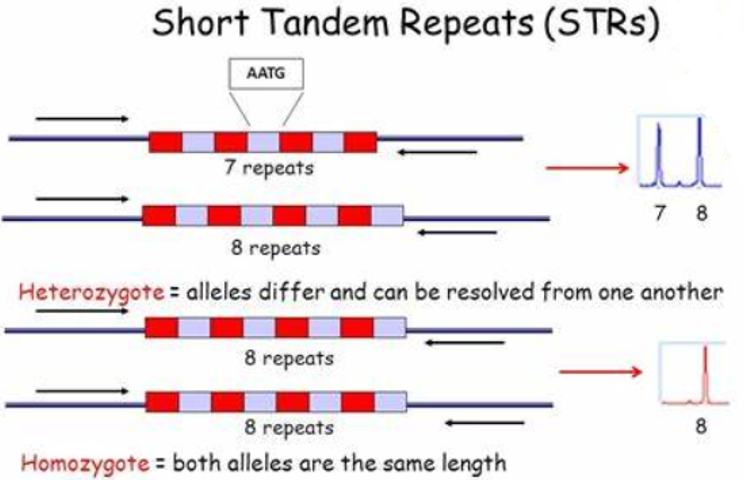 Short Tandem Repeats (STRs)
AATG
7 repeats
8 repeats
7 8
Heterozygote = alleles differ and can be resolved from one another
8 repeats
8 repeats
8
Homozygote = both alleles are the same length